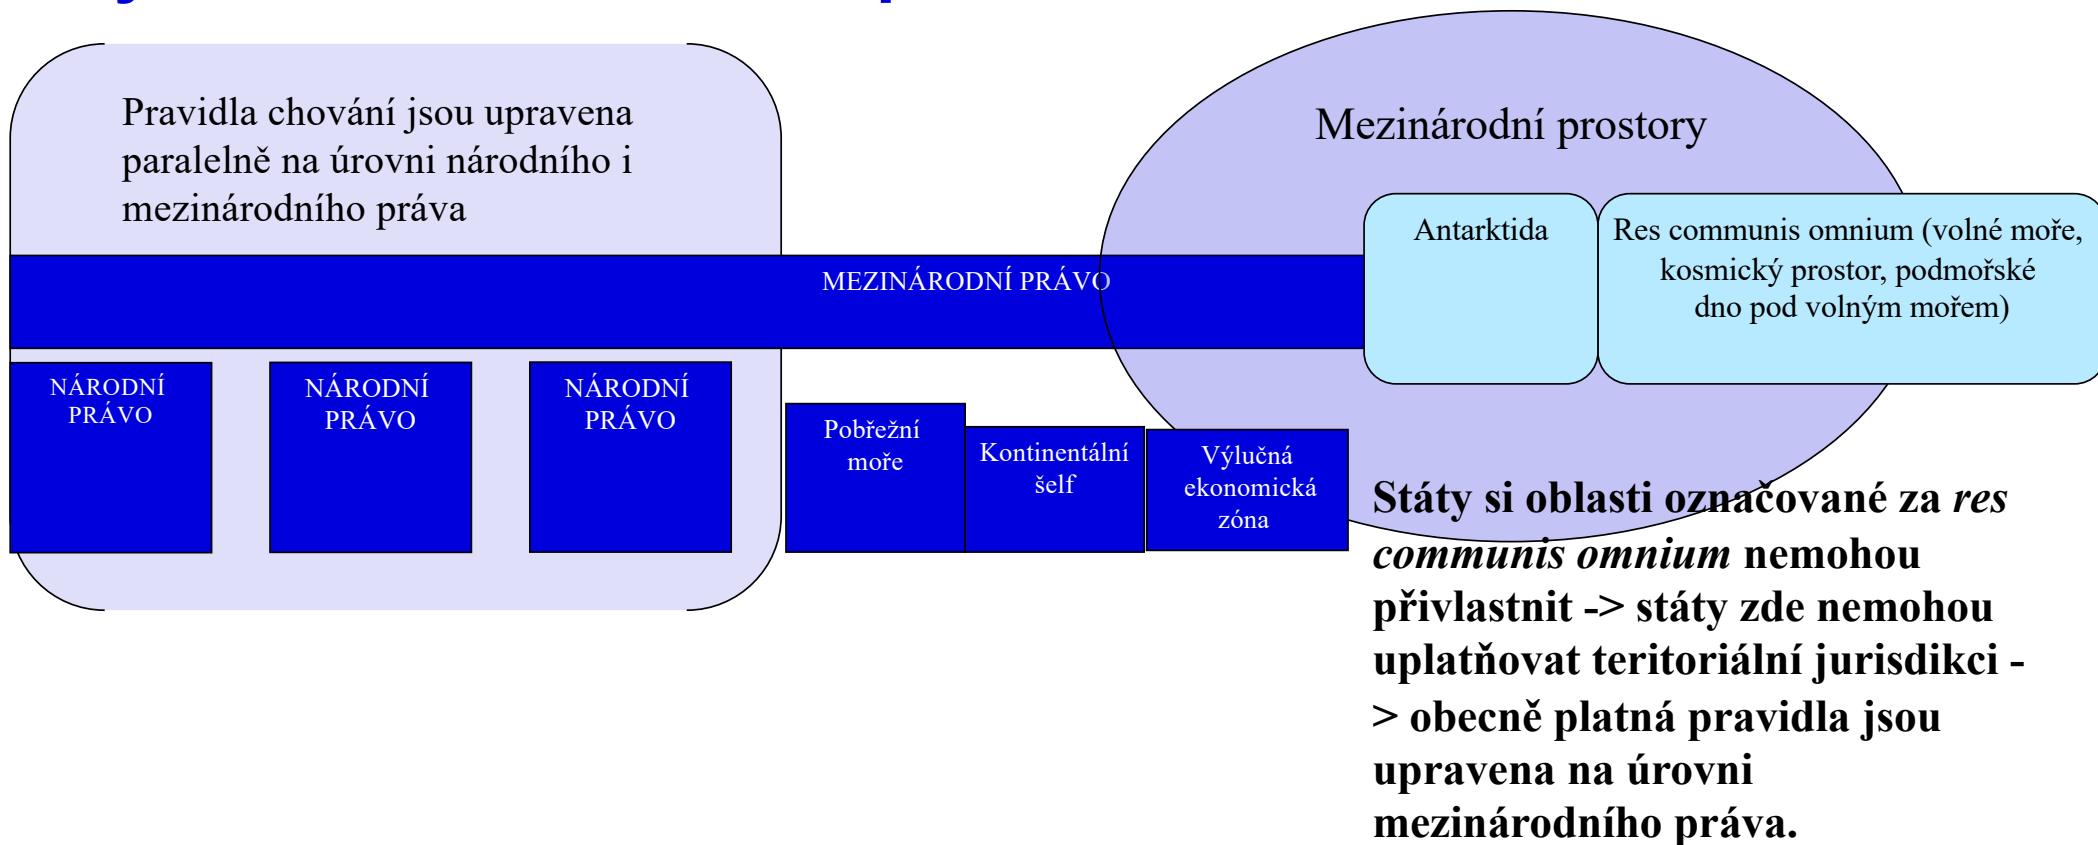 Pravidla chování jsou upravena
paralelně na úrovni národního i
mezinárodního práva
Mezinárodní prostory
Antarktida
Res communis omnium (volné moře,
kosmický prostor, podmořské
dno pod volným mořem)
MEZINÁRODNÍ PRÁVO
NÁRODNÍ
PRÁVO
NÁRODNÍ
PRÁVO
NÁRODNÍ
PRÁVO
Pobřežní
moře
Kontinentální
šelf
Výlučná
ekonomická
zóna
Státy si oblasti označované za res
communis omnium nemohou
přivlastnit -> státy zde nemohou
uplatňovat teritoriální jurisdikci -
> obecně platná pravidla jsou
upravena na úrovni
mezinárodního práva.